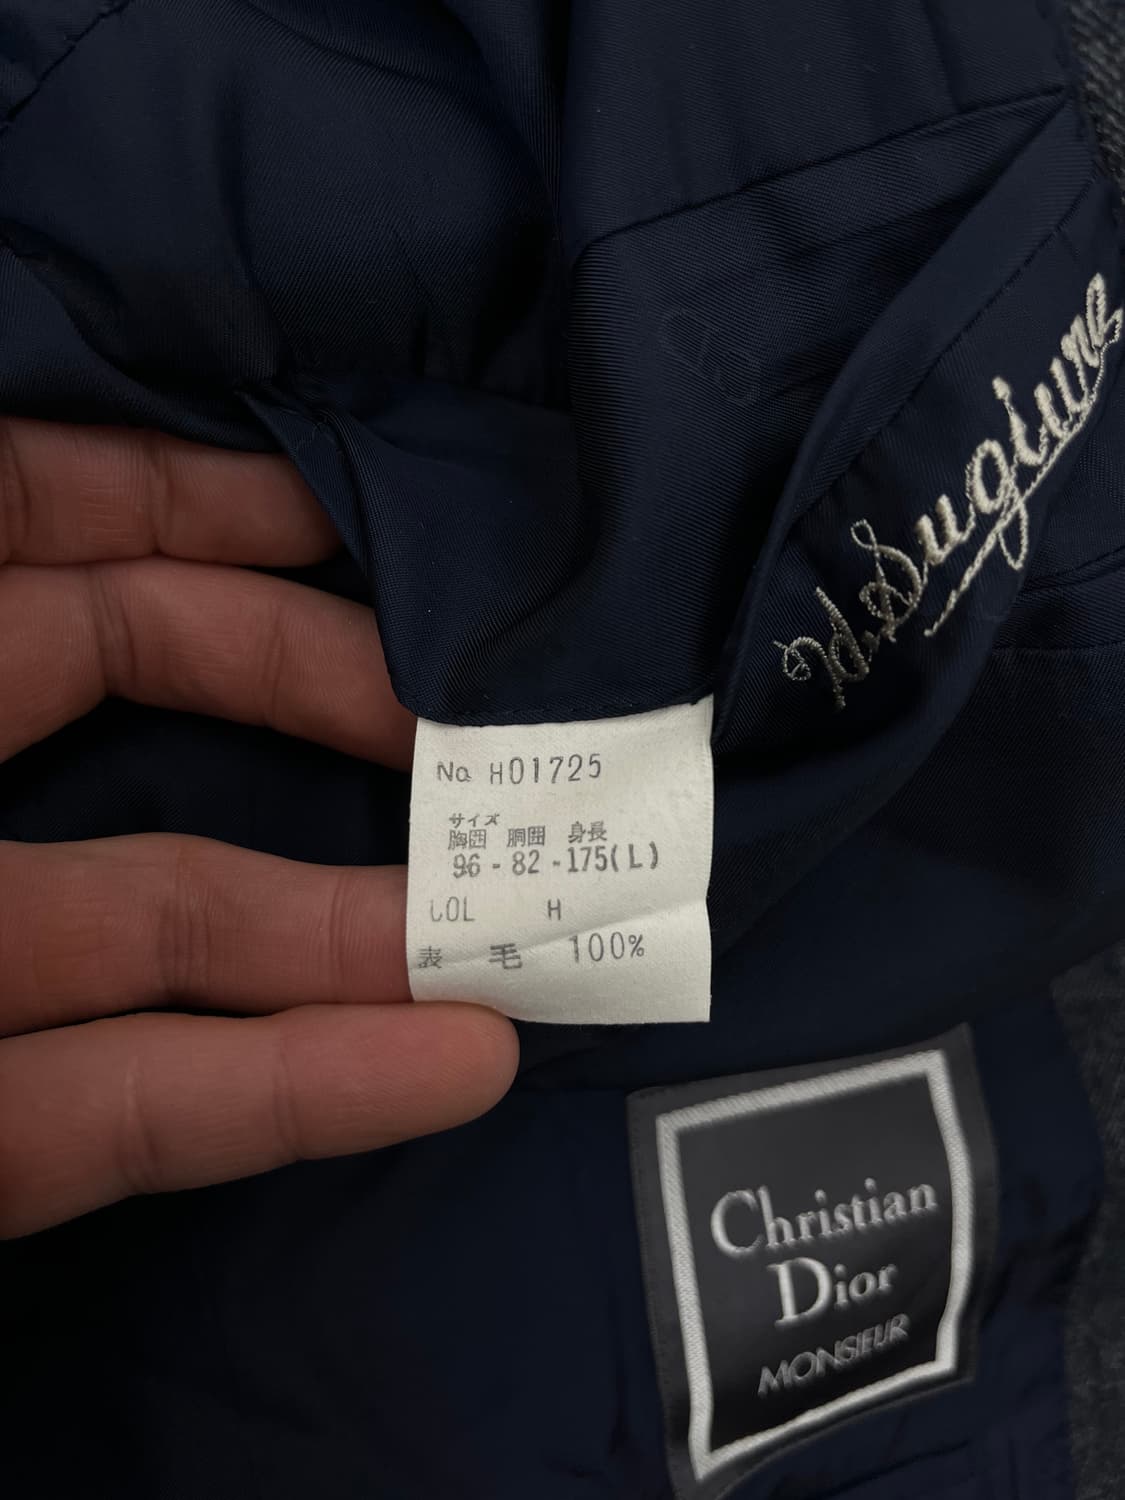 H. Sugiura
No H01725
サイズ
胸囲 胴囲 身長
96 - 82 - 175(L)
COL H
表 毛 100%
Christian
Dior
MONSIEUR